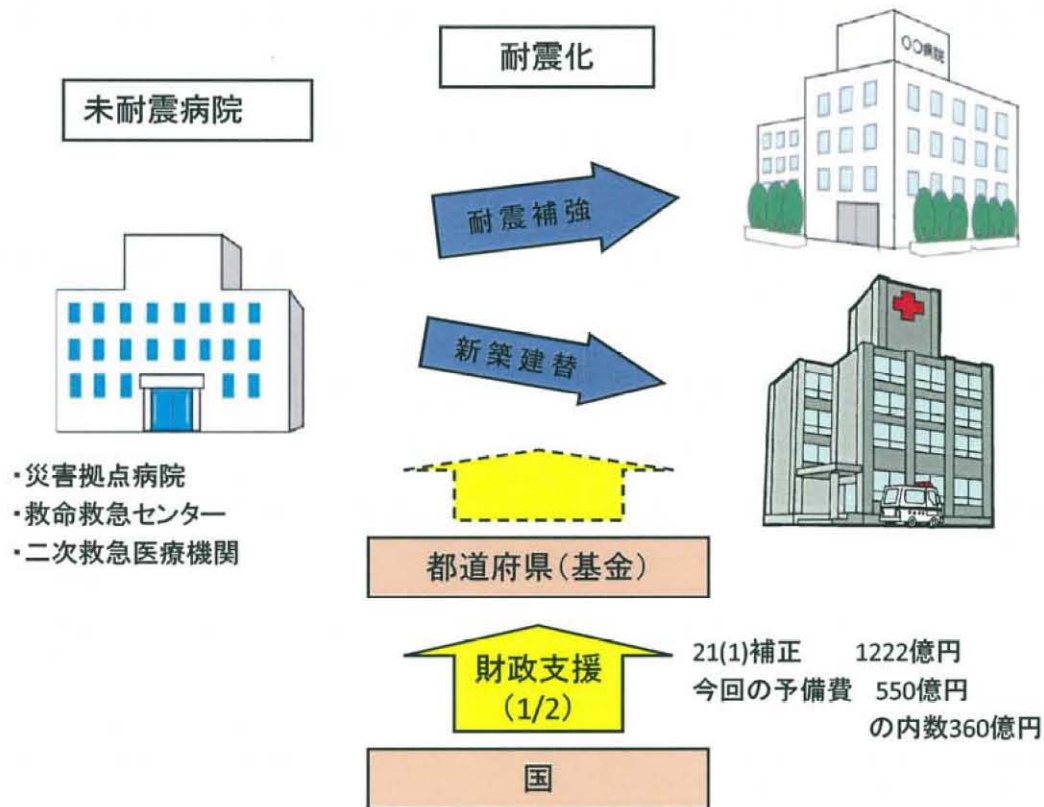 耐震化
未耐震病院
○○病院
耐震補強
新築建替
・災害拠点病院
・救命救急センター
・二次救急医療機関
都道府県(基金)
財政支援
(1/2)
21(1)補正 1222億円
今回の予備費 550億円
の内数360億円
国